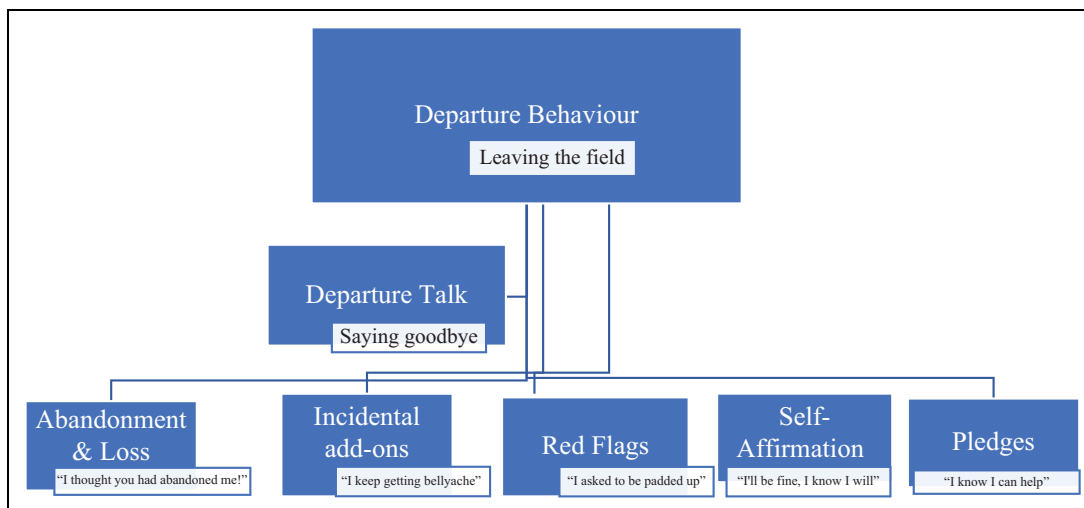 Departure Behaviour
Leaving the field
Departure Talk
Saying goodbye
Abandonment
& Loss
“I thought you had abandoned me!”
Incidental
add-ons
“I keep getting bellyache”
Red Flags
“I asked to be padded up”
Self-
Affirmation
“I'll be fine, I know I will”
Pledges
“I know I can help”